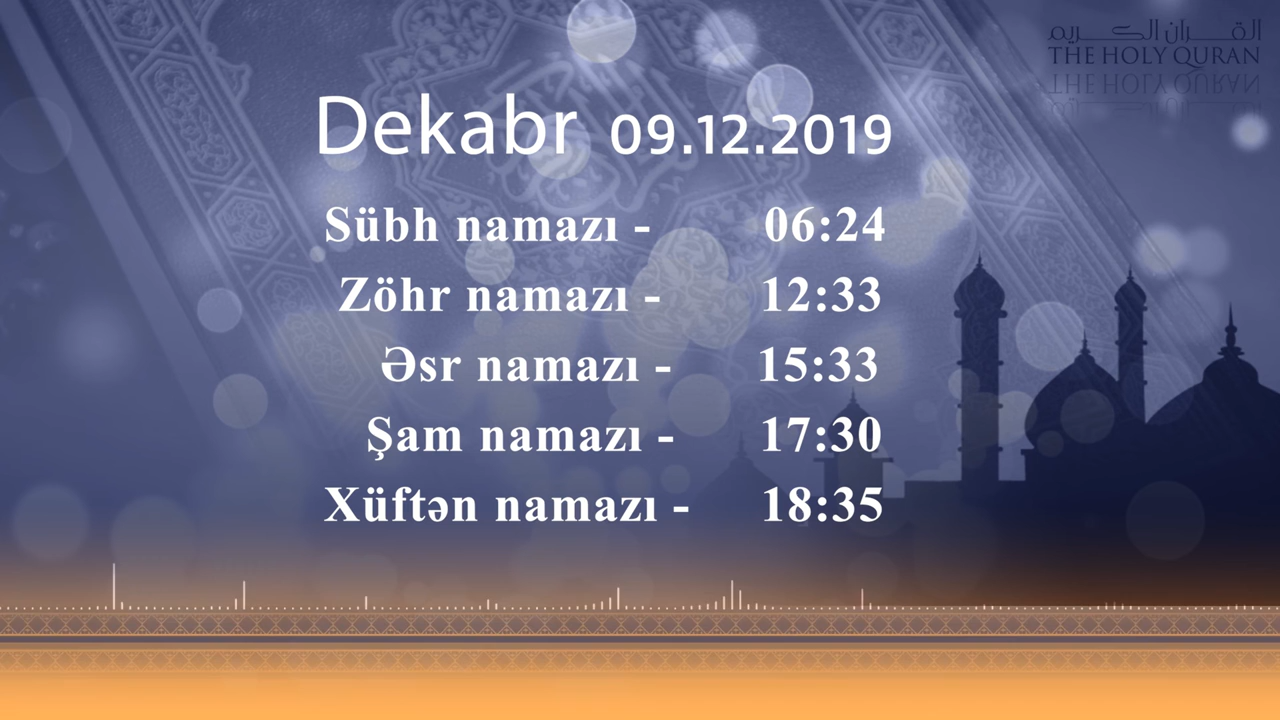 القرآن الكريم
THE HOLY QURAN
Dekabr 09.12.2019
Sübh namazı - 06:24
Zöhr namazı - 12:33
Əsr namazı - 15:33
Şam namazı - 17:30
Xüftən namazı - 18:35